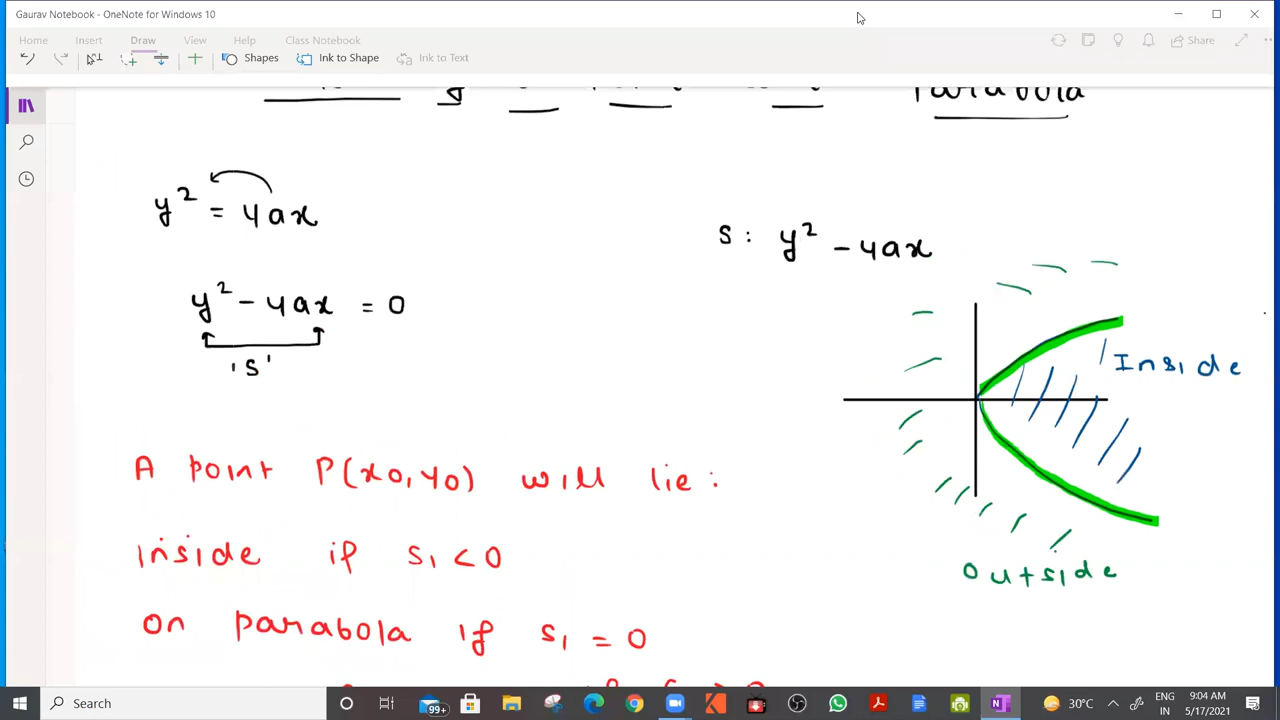 Gaurav Notebook - OneNote for Windows 10
Home Insert Draw View Help Class Notebook Share
Shapes Ink to Shape Ink to Text
Parabola
y² = 4ax
S : y² - 4ax
y² - 4ax = 0
'S'
Inside
A point P(x0,y0) will lie :
inside if S1 < 0
Outside
on parabola if S1 = 0
Search
99+
30°C
ENG
IN
9:04 AM
5/17/2021